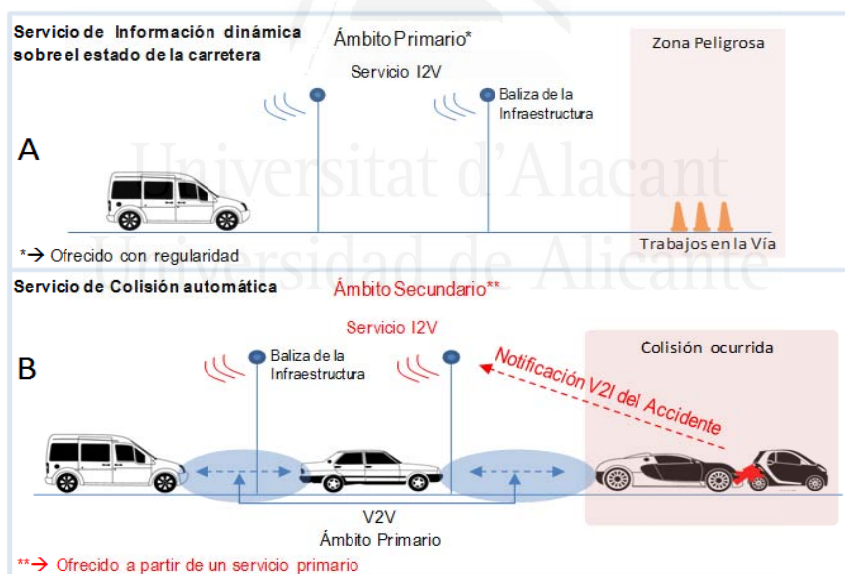 Servicio de Información dinámica
sobre el estado de la carretera
Ámbito Primario*
Servicio I2V
Zona Peligrosa
Baliza de la
Infraestructura
A
Universitat d'Alacant
Trabajos en la Vía
*→ Ofrecido con regularidad
Universidad de Alicante
Servicio de Colisión automática
Ámbito Secundario**
Servicio I2V
Baliza de la
Infraestructura
Colisión ocurrida
Notificación V2I del Accidente
B
V2V
Ámbito Primario
**→ Ofrecido a partir de un servicio primario